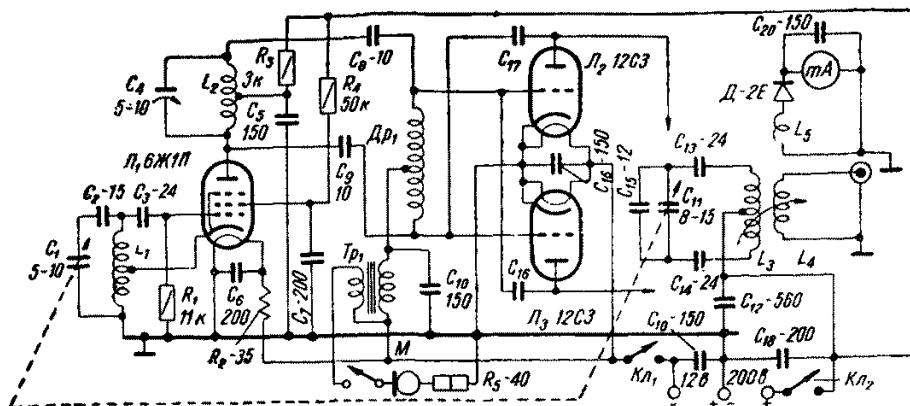 C₄
5÷10
L₂
R₃
3к
C₅
150
R₄
50к
C₈-10
C₁₇
Л₂ 12С3
C₂₀-150
mA
Д-2Е
L₅
Др₁
Л₁ 6Ж1П
C₉
10
150
C₁₆
C₁₅-12
C₁₃-24
C₁₁
8-15
C₂-15
C₃-24
C₁
5-10
L₁
R₁
11к
C₆
200
R₂-35
C₇-200
Тр₁
C₁₀
150
C₁₆
Л₃ 12С3
C₁₄-24
L₃
L₄
C₁₂-560
C₁₀-150
C₁₈-200
М
R₅-40
Кл₁
12в
200в
Кл₂